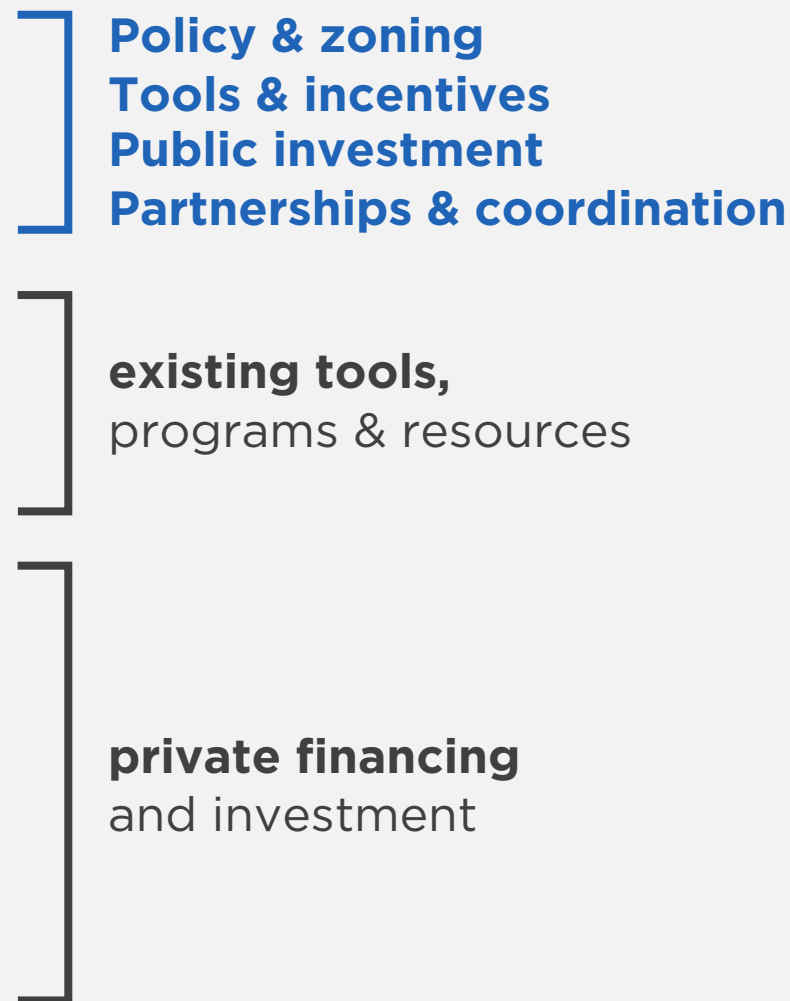 Policy & zoning
Tools & incentives
Public investment
Partnerships & coordination
existing tools,
programs & resources
private financing
and investment